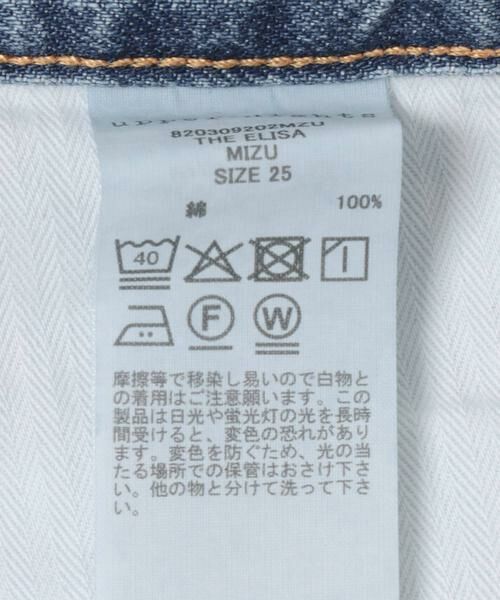 820309202MZU
THE ELISA
MIZU
SIZE 25
綿 100%
40
F W
摩擦等で移染し易いので白物と
の着用はご注意願います。この
製品は日光や蛍光灯の光を長時
間受けると、変色の恐れがあり
ます。変色を防ぐため、光の当
たる場所での保管はおさけ下さ
い。他の物と分けて洗って下さ
い。